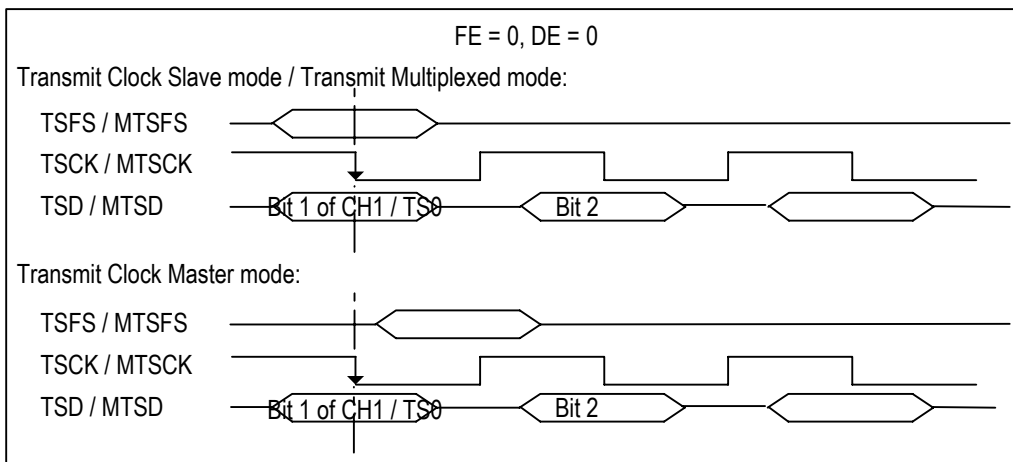 FE = 0, DE = 0
Transmit Clock Slave mode / Transmit Multiplexed mode:
TSFS / MTSFS
TSCK / MTSCK
TSD / MTSD Bit 1 of CH1 / TS0 Bit 2
Transmit Clock Master mode:
TSFS / MTSFS
TSCK / MTSCK
TSD / MTSD Bit 1 of CH1 / TS0 Bit 2